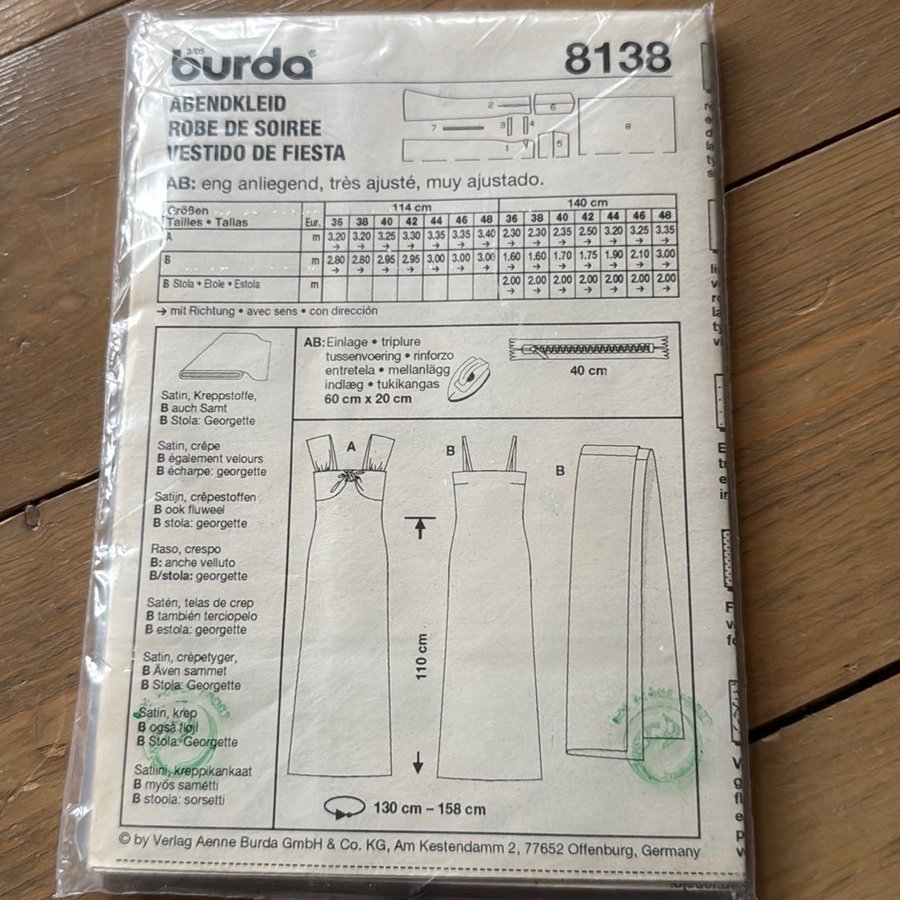 3/05
burda®
8138
ABENDKLEID
ROBE DE SOIREE
VESTIDO DE FIESTA
2
6
7
3
4
8
1
5
AB: eng anliegend, très ajusté, muy ajustado.
Größen 114 cm 140 cm
Tailles • Tallas Eur. 36 38 40 42 44 46 48 36 38 40 42 44 46 48
A m 3.20 3.20 3.25 3.30 3.35 3.35 3.40 2.30 2.30 2.35 2.50 3.20 3.25 3.35
→ → → → → → → → → → → → → →
B m 2.80 2.80 2.95 2.95 3.00 3.00 3.00 1.60 1.60 1.70 1.75 1.90 2.10 3.00
→ → → → → → → → → → → → → →
B Stola • Etole • Estola m 2.00 2.00 2.00 2.00 2.00 2.00 2.00
→ → → → → → →
→ mit Richtung • avec sens • con dirección
Satin, Kreppstoffe,
B auch Samt
B Stola: Georgette
Satin, crêpe
B également velours
B écharpe: georgette
Satijn, crêpestoffen
B ook fluweel
B stola: georgette
Raso, crespo
B: anche velluto
B/stola: georgette
Satén, telas de crep
B también terciopelo
B estola: georgette
Satin, crèpetyger,
B Även sammet
B Stola: Georgette
Satin, krep
B også fløjl
B Stola: Georgette
Satiini, kreppikankaat
B myös samétti
B stoola: sorsetti
AB: Einlage • triplure
tussenvoering • rinforzo
entretela • mellanlägg
indlæg • tukikangas
60 cm x 20 cm
40 cm
A
B
B
110 cm
130 cm – 158 cm
© by Verlag Aenne Burda GmbH & Co. KG, Am Kestendamm 2, 77652 Offenburg, Germany